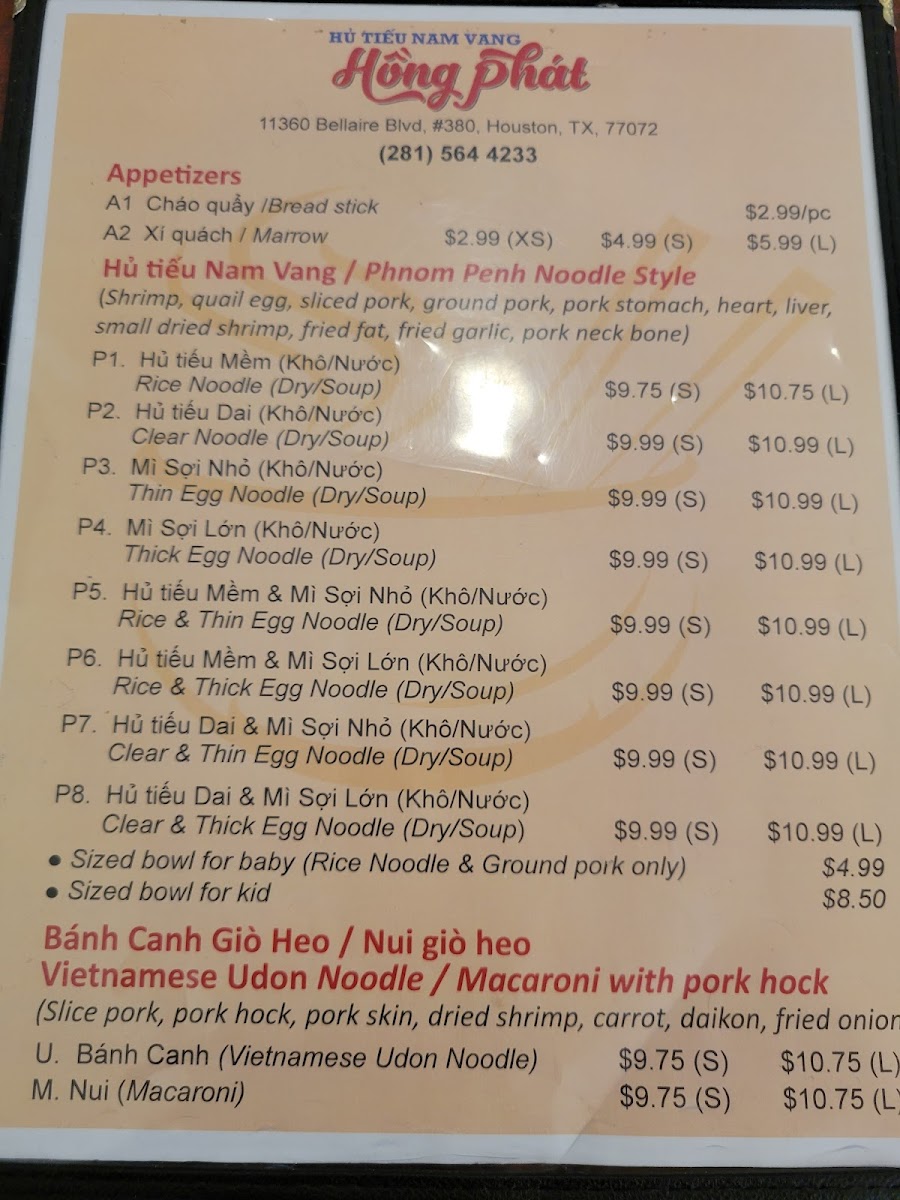 HỦ TIẾU NAM VANG
Hồng Phát
11360 Bellaire Blvd, #380, Houston, TX, 77072
(281) 564 4233
Appetizers
A1 Cháo quẩy /Bread stick $2.99/pc
A2 Xí quách / Marrow $2.99 (XS) $4.99 (S) $5.99 (L)
Hủ tiếu Nam Vang / Phnom Penh Noodle Style
(Shrimp, quail egg, sliced pork, ground pork, pork stomach, heart, liver,
small dried shrimp, fried fat, fried garlic, pork neck bone)
P1. Hủ tiếu Mềm (Khô/Nước)
Rice Noodle (Dry/Soup) $9.75 (S) $10.75 (L)
P2. Hủ tiếu Dai (Khô/Nước)
Clear Noodle (Dry/Soup) $9.99 (S) $10.99 (L)
P3. Mì Sợi Nhỏ (Khô/Nước)
Thin Egg Noodle (Dry/Soup) $9.99 (S) $10.99 (L)
P4. Mì Sợi Lớn (Khô/Nước)
Thick Egg Noodle (Dry/Soup) $9.99 (S) $10.99 (L)
P5. Hủ tiếu Mềm & Mì Sợi Nhỏ (Khô/Nước)
Rice & Thin Egg Noodle (Dry/Soup) $9.99 (S) $10.99 (L)
P6. Hủ tiếu Mềm & Mì Sợi Lớn (Khô/Nước)
Rice & Thick Egg Noodle (Dry/Soup) $9.99 (S) $10.99 (L)
P7. Hủ tiếu Dai & Mì Sợi Nhỏ (Khô/Nước)
Clear & Thin Egg Noodle (Dry/Soup) $9.99 (S) $10.99 (L)
P8. Hủ tiếu Dai & Mì Sợi Lớn (Khô/Nước)
Clear & Thick Egg Noodle (Dry/Soup) $9.99 (S) $10.99 (L)
• Sized bowl for baby (Rice Noodle & Ground pork only) $4.99
• Sized bowl for kid $8.50
Bánh Canh Giò Heo / Nui giò heo
Vietnamese Udon Noodle / Macaroni with pork hock
(Slice pork, pork hock, pork skin, dried shrimp, carrot, daikon, fried onion
U. Bánh Canh (Vietnamese Udon Noodle) $9.75 (S) $10.75 (L)
M. Nui (Macaroni) $9.75 (S) $10.75 (L)